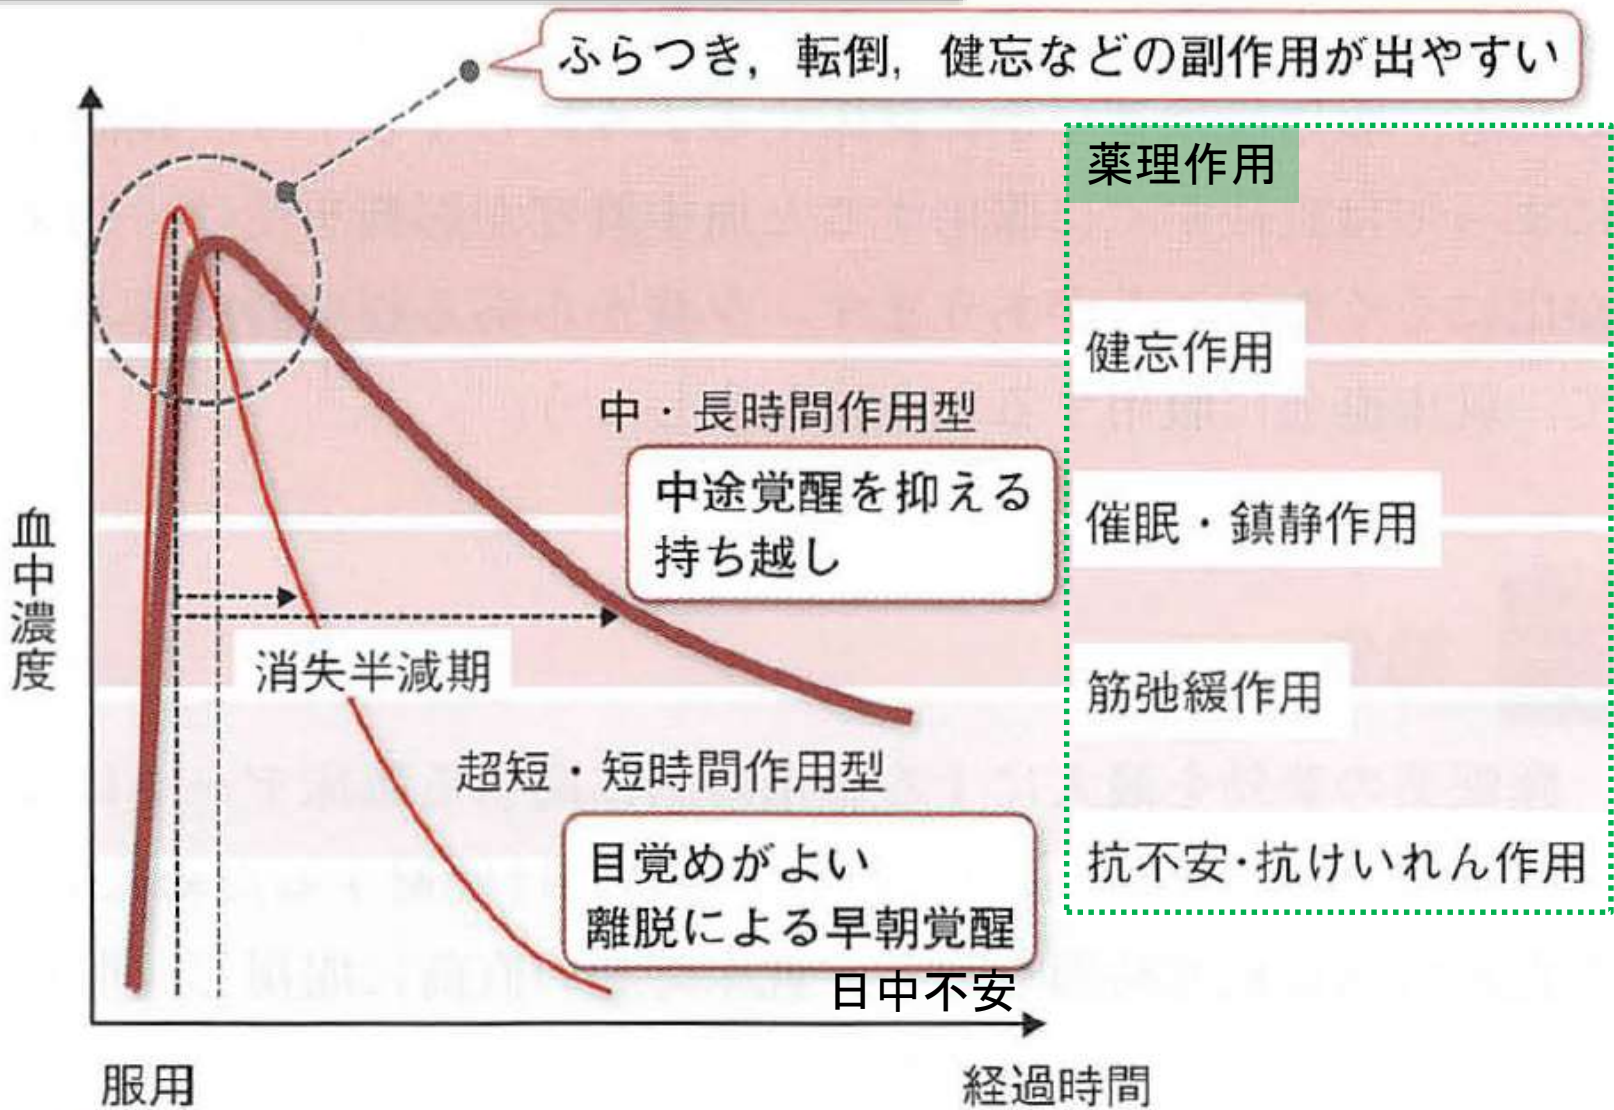 ふらつき，転倒，健忘などの副作用が出やすい
薬理作用
健忘作用
中・長時間作用型
中途覚醒を抑える
持ち越し
催眠・鎮静作用
血中濃度
消失半減期
筋弛緩作用
超短・短時間作用型
目覚めがよい
離脱による早朝覚醒
日中不安
抗不安・抗けいれん作用
服用
経過時間